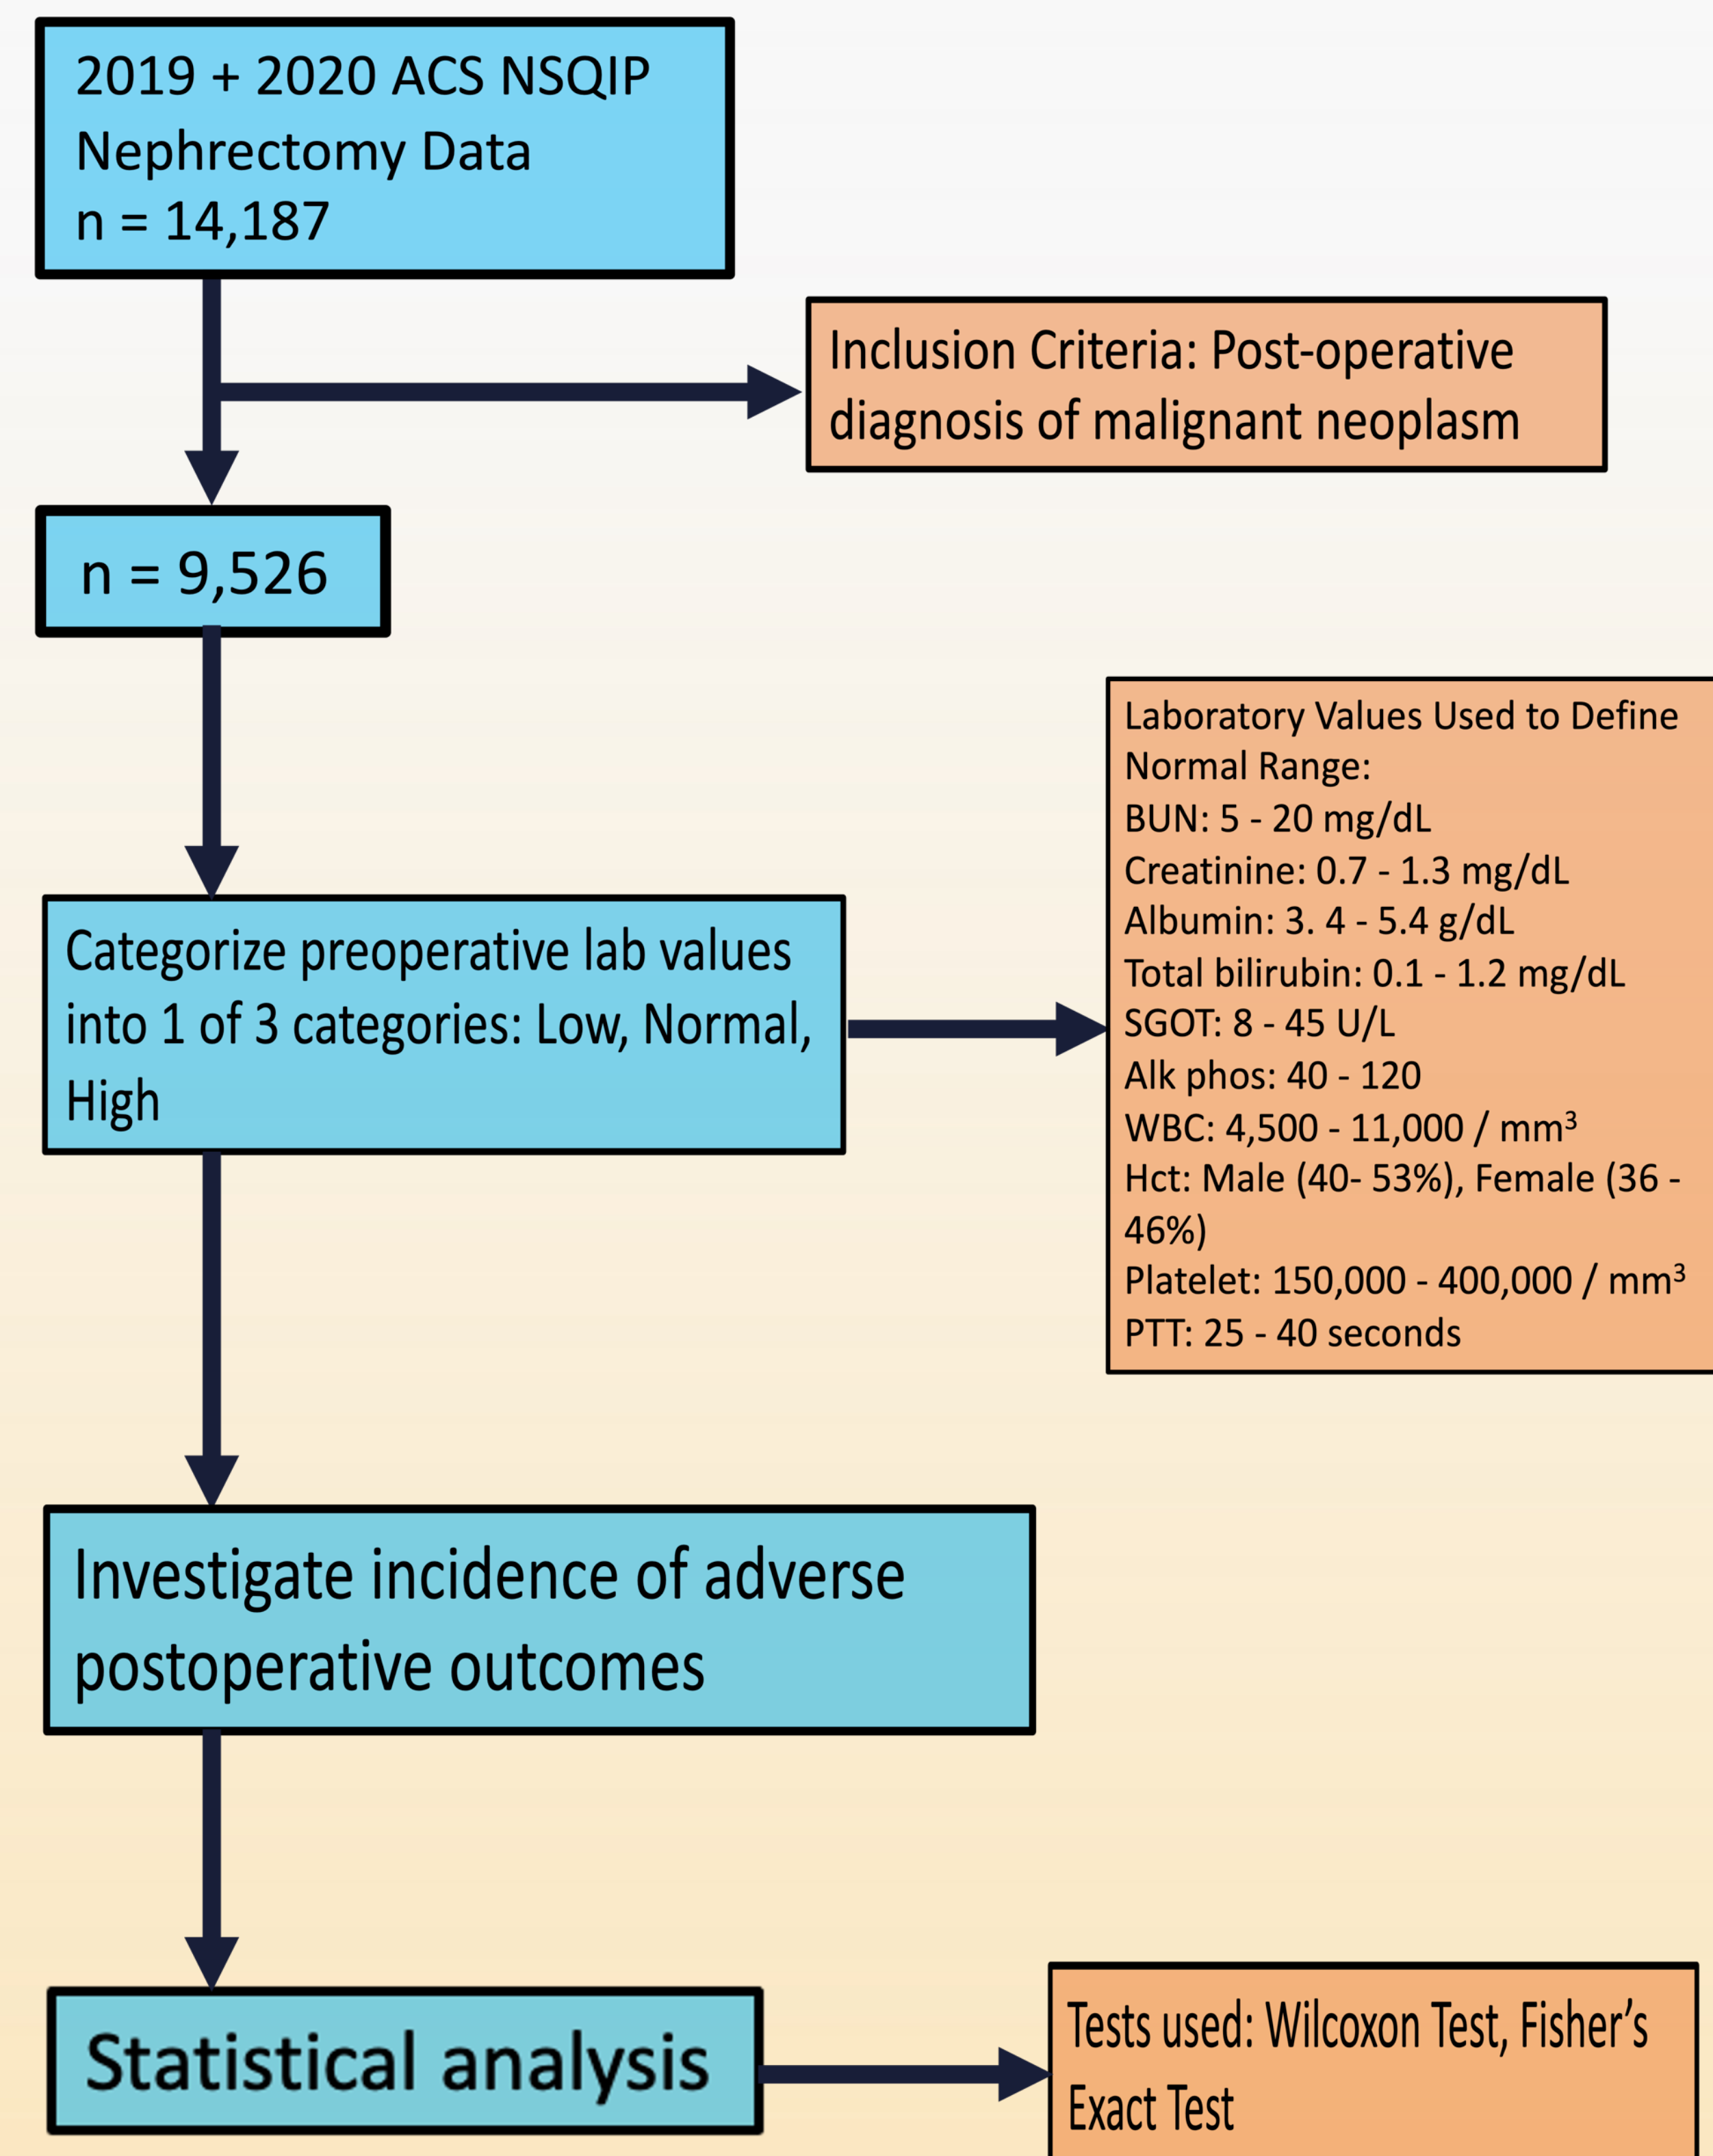 2019 + 2020 ACS NSQIP
Nephrectomy Data
n = 14,187
Inclusion Criteria: Post-operative
diagnosis of malignant neoplasm
n = 9,526
Categorize preoperative lab values
into 1 of 3 categories: Low, Normal,
High
Laboratory Values Used to Define
Normal Range:
BUN: 5 - 20 mg/dL
Creatinine: 0.7 - 1.3 mg/dL
Albumin: 3. 4 - 5.4 g/dL
Total bilirubin: 0.1 - 1.2 mg/dL
SGOT: 8 - 45 U/L
Alk phos: 40 - 120
WBC: 4,500 - 11,000 / mm³
Hct: Male (40- 53%), Female (36 -
46%)
Platelet: 150,000 - 400,000 / mm³
PTT: 25 - 40 seconds
Investigate incidence of adverse
postoperative outcomes
Statistical analysis
Tests used: Wilcoxon Test, Fisher’s
Exact Test